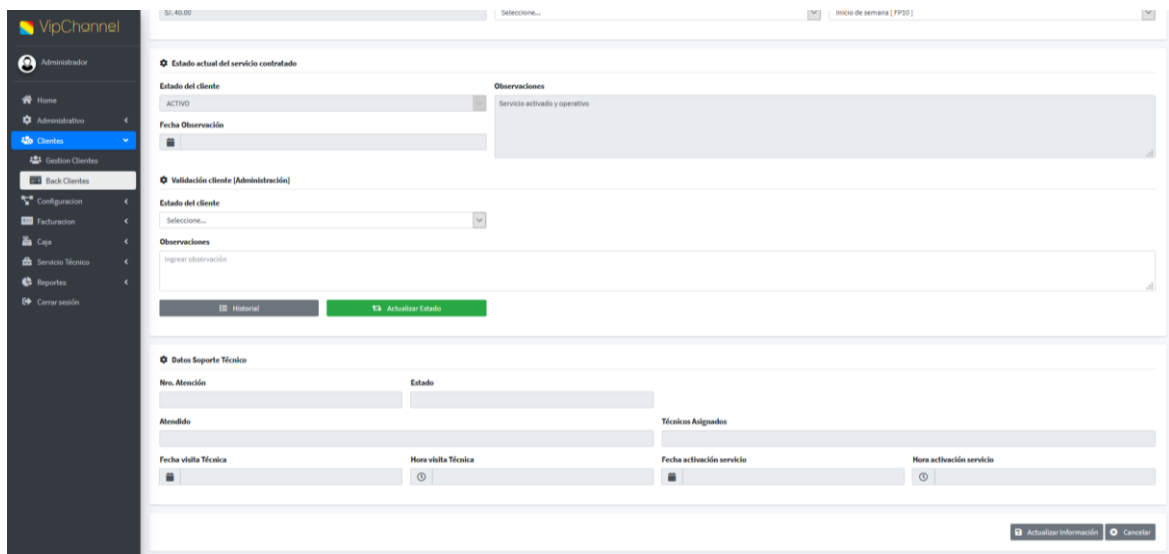 VipChannel
Administrador
Home
Administrativo
Clientes
Gestion Clientes
Back Clientes
Configuracion
Facturacion
Caja
Servicio Técnico
Reportes
Cerrar sesión
S/. 40.00 Seleccione... Inicio de semana [ FP10 ]
Estado actual del servicio contratado
Estado del cliente Observaciones
ACTIVO Servicio activado y operativo
Fecha Observación
Validación cliente [Administración]
Estado del cliente
Seleccione...
Observaciones
Ingrear observación
Historial Actualizar Estado
Datos Soporte Técnico
Nro. Atención Estado
Atendido Técnicos Asignados
Fecha visita Técnica Hora visita Técnica Fecha activación servicio Hora activación servicio
Actualizar Información Cancelar